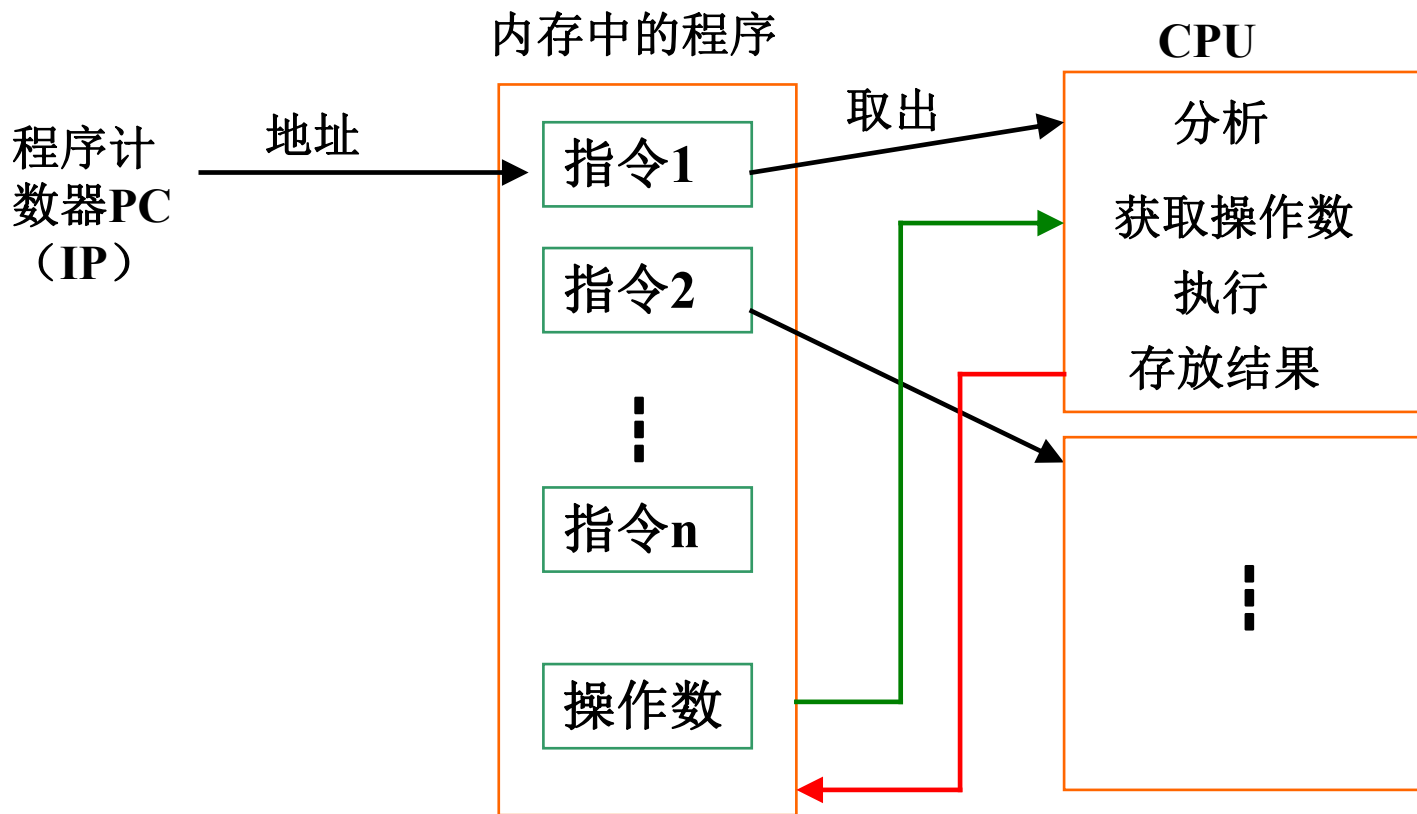 内存中的程序
CPU
程序计
数器PC
（IP）
地址
取出
指令1
指令2
指令n
操作数
分析
获取操作数
执行
存放结果